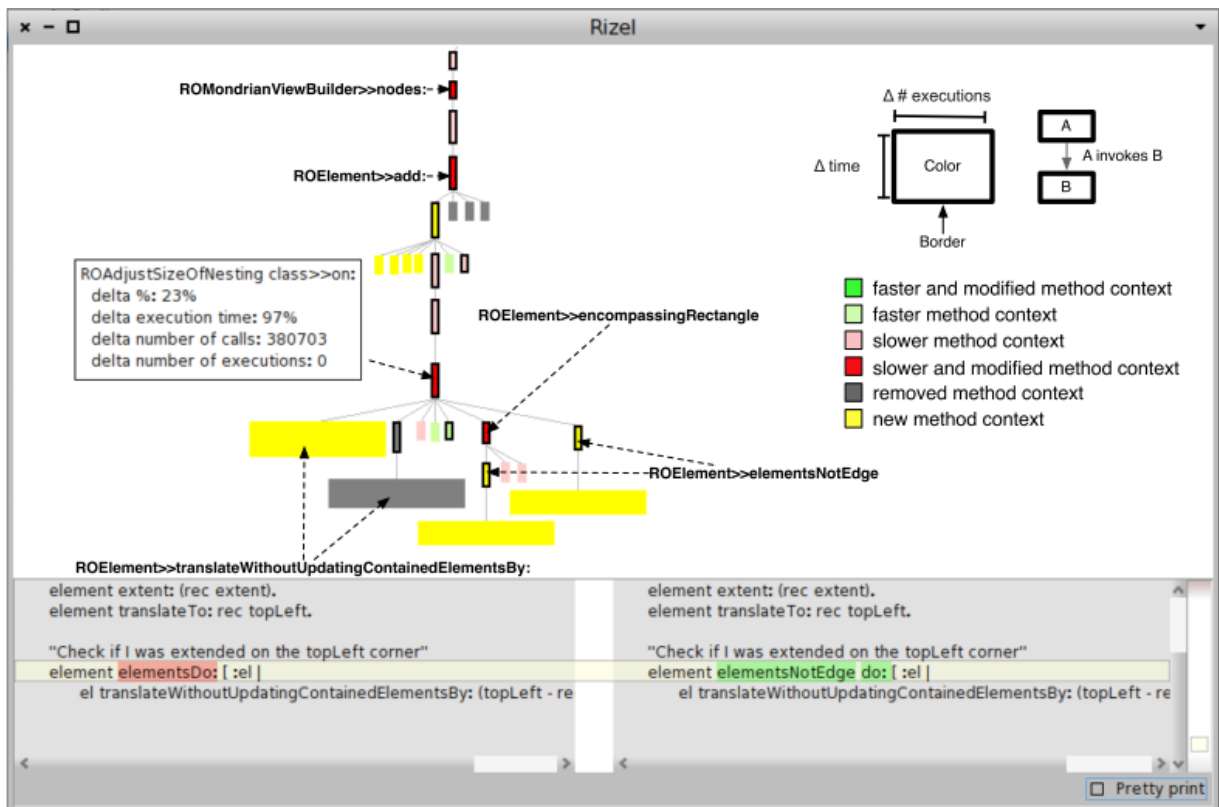 Rizel
ROMondrianViewBuilder>>nodes:
Δ # executions
A
ROElement>>add:
Δ time
Color
A invokes B
B
Border
ROAdjustSizeOfNesting class>>on:
delta %: 23%
delta execution time: 97%
delta number of calls: 380703
delta number of executions: 0
ROElement>>encompassingRectangle
faster and modified method context
faster method context
slower method context
slower and modified method context
removed method context
new method context
ROElement>>elementsNotEdge
ROElement>>translateWithoutUpdatingContainedElementsBy:
element extent: (rec extent).
element translateTo: rec topLeft.
"Check if I was extended on the topLeft corner"
element elementsDo: [ :el |
el translateWithoutUpdatingContainedElementsBy: (topLeft - re
element extent: (rec extent).
element translateTo: rec topLeft.
"Check if I was extended on the topLeft corner"
element elementsNotEdge do: [ :el |
el translateWithoutUpdatingContainedElementsBy: (topLeft - re
Pretty print